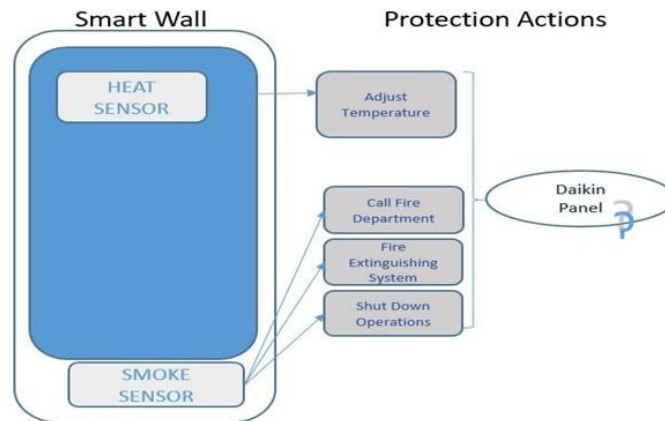 Smart Wall
Protection Actions
HEAT
SENSOR
Adjust
Temperature
Call Fire
Department
Fire
Extinguishing
System
Shut Down
Operations
SMOKE
SENSOR
Daikin
Panel